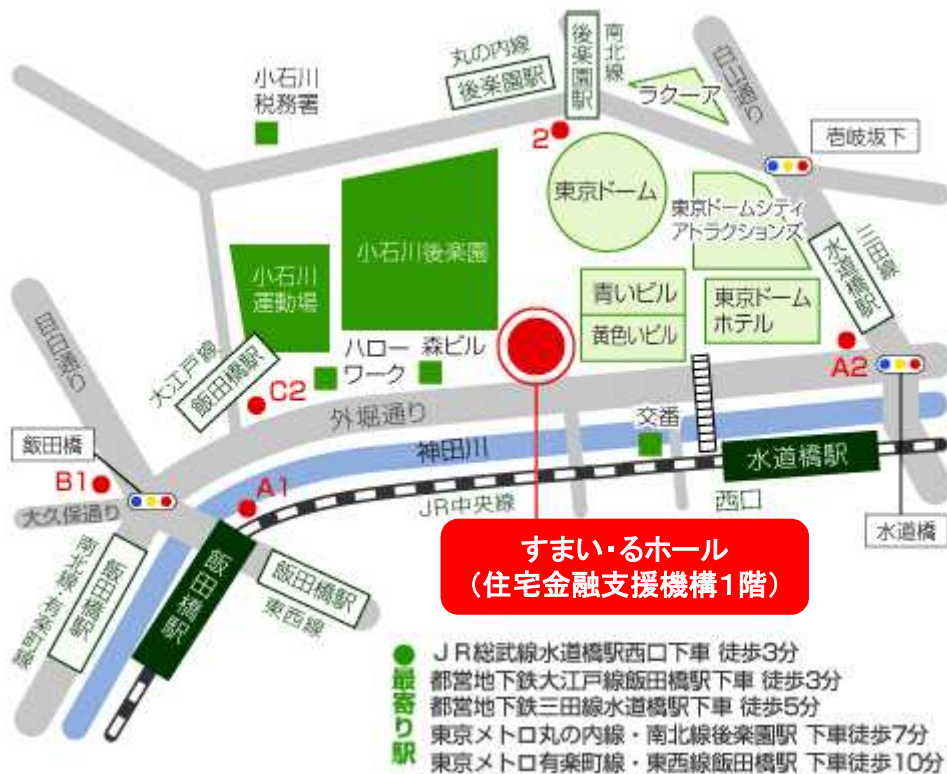 小石川
税務署
丸の内線
後楽園駅
後楽園駅
南北線
ラクーア
白山通り
壱岐坂下
2
東京ドーム
東京ドームシティ
アトラクションズ
水道橋駅
三田線
小石川後楽園
小石川
運動場
青いビル
黄色いビル
東京ドーム
ホテル
A2
目白通り
大江戸線
飯田橋駅
C2
ハロー
ワーク
森ビル
外堀通り
神田川
交番
水道橋駅
西口
水道橋
飯田橋
B1
A1
大久保通り
JR中央線
南北線・有楽町線
飯田橋駅
飯田橋駅
飯田橋駅
東西線
すまい・るホール
（住宅金融支援機構1階）
最寄り駅
JR総武線水道橋駅西口下車 徒歩3分
都営地下鉄大江戸線飯田橋駅下車 徒歩3分
都営地下鉄三田線水道橋駅下車 徒歩5分
東京メトロ丸の内線・南北線後楽園駅 下車徒歩7分
東京メトロ有楽町線・東西線飯田橋駅 下車徒歩10分